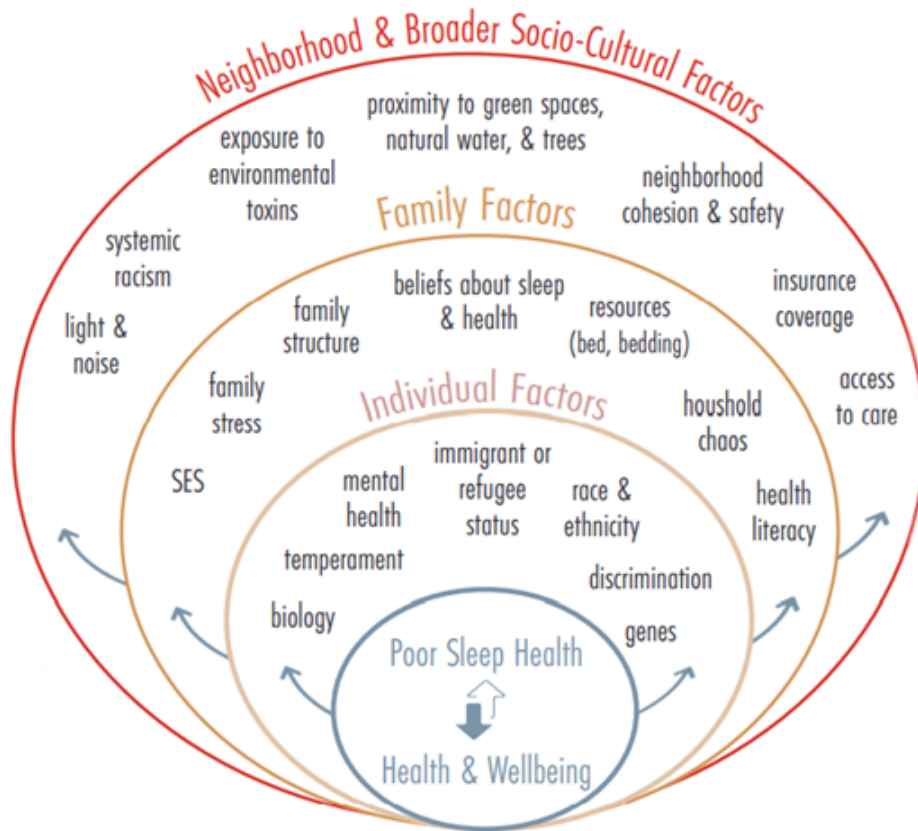 Neighborhood & Broader Socio-Cultural Factors
proximity to green spaces,
natural water, & trees
exposure to
environmental
toxins
neighborhood
cohesion & safety
systemic
racism
insurance
coverage
light &
noise
access
to care
Family Factors
beliefs about sleep
& health
family
structure
resources
(bed, bedding)
family
stress
houshold
chaos
SES
health
literacy
Individual Factors
immigrant or
refugee
status
mental
health
race &
ethnicity
temperament
discrimination
biology
genes
Poor Sleep Health
Health & Wellbeing